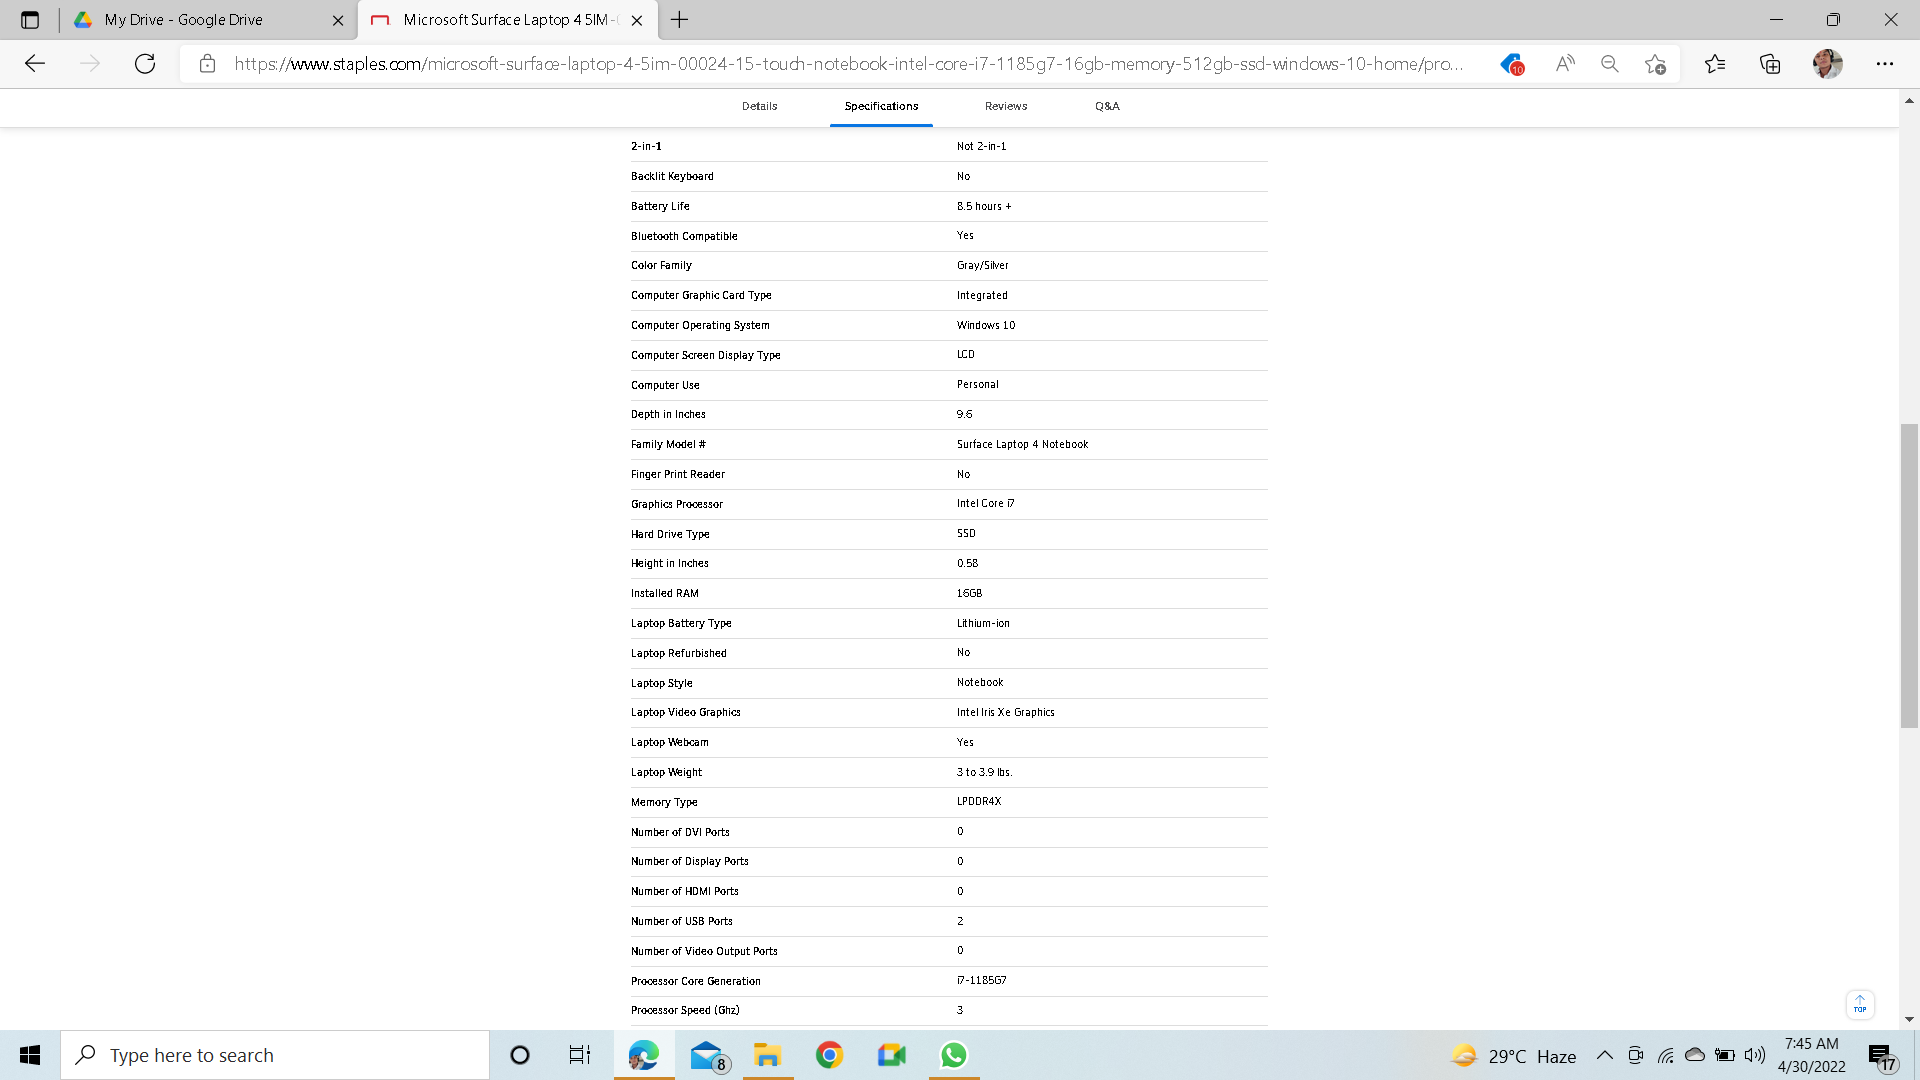 My Drive - Google Drive
Microsoft Surface Laptop 4 5IM-
https://www.staples.com/microsoft-surface-laptop-4-5im-00024-15-touch-notebook-intel-core-i7-1185g7-16gb-memory-512gb-ssd-windows-10-home/pro...
10
Details Specifications Reviews Q&A
2-in-1 Not 2-in-1
Backlit Keyboard No
Battery Life 8.5 hours +
Bluetooth Compatible Yes
Color Family Gray/Silver
Computer Graphic Card Type Integrated
Computer Operating System Windows 10
Computer Screen Display Type LCD
Computer Use Personal
Depth in Inches 9.6
Family Model # Surface Laptop 4 Notebook
Finger Print Reader No
Graphics Processor Intel Core i7
Hard Drive Type SSD
Height in Inches 0.58
Installed RAM 16GB
Laptop Battery Type Lithium-ion
Laptop Refurbished No
Laptop Style Notebook
Laptop Video Graphics Intel Iris Xe Graphics
Laptop Webcam Yes
Laptop Weight 3 to 3.9 lbs.
Memory Type LPDDR4X
Number of DVI Ports 0
Number of Display Ports 0
Number of HDMI Ports 0
Number of USB Ports 2
Number of Video Output Ports 0
Processor Core Generation i7-1185G7
Processor Speed (Ghz) 3
TOP
Type here to search
8
29°C Haze
7:45 AM
4/30/2022
17